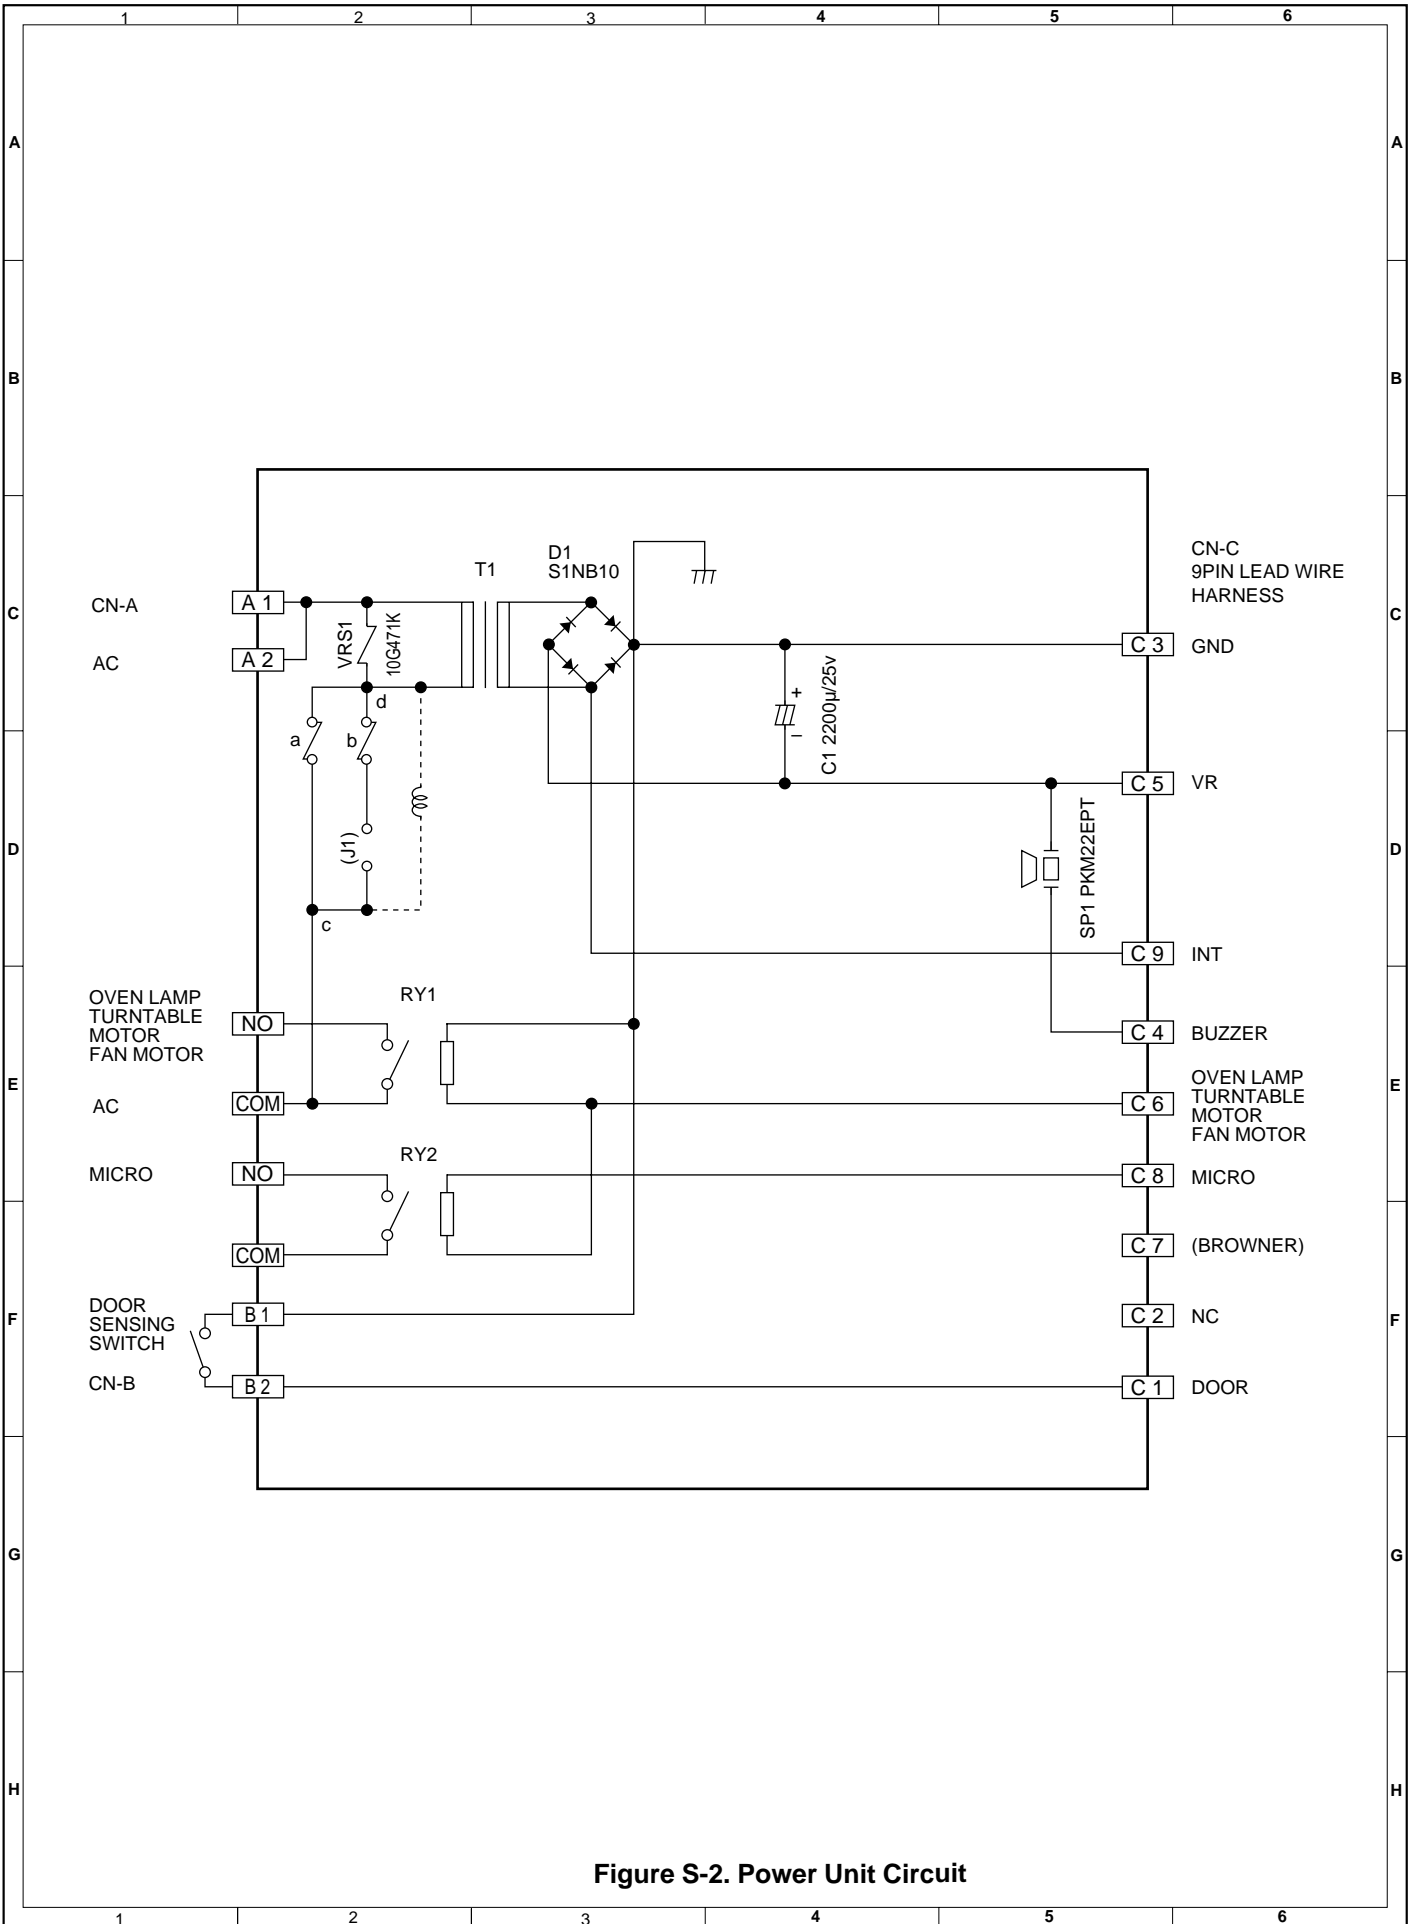 1 2 3 4 5 6
A A
B B
C C
D D
E E
F F
G G
H H
CN-A
AC
A 1
A 2
VRS1
10G471K
T1
D1
S1NB10
a
b
d
(J1)
c
C1 2200µ/25v
+
–
SP1 PKM22EPT
CN-C
9PIN LEAD WIRE
HARNESS
C 3 GND
C 5 VR
C 9 INT
C 4 BUZZER
C 6
OVEN LAMP
TURNTABLE
MOTOR
FAN MOTOR
C 8 MICRO
C 7 (BROWNER)
C 2 NC
C 1 DOOR
OVEN LAMP
TURNTABLE
MOTOR
FAN MOTOR
NO
RY1
AC COM
MICRO NO
RY2
COM
DOOR
SENSING
SWITCH
B 1
CN-B B 2
Figure S-2. Power Unit Circuit
1 2 3 4 5 6